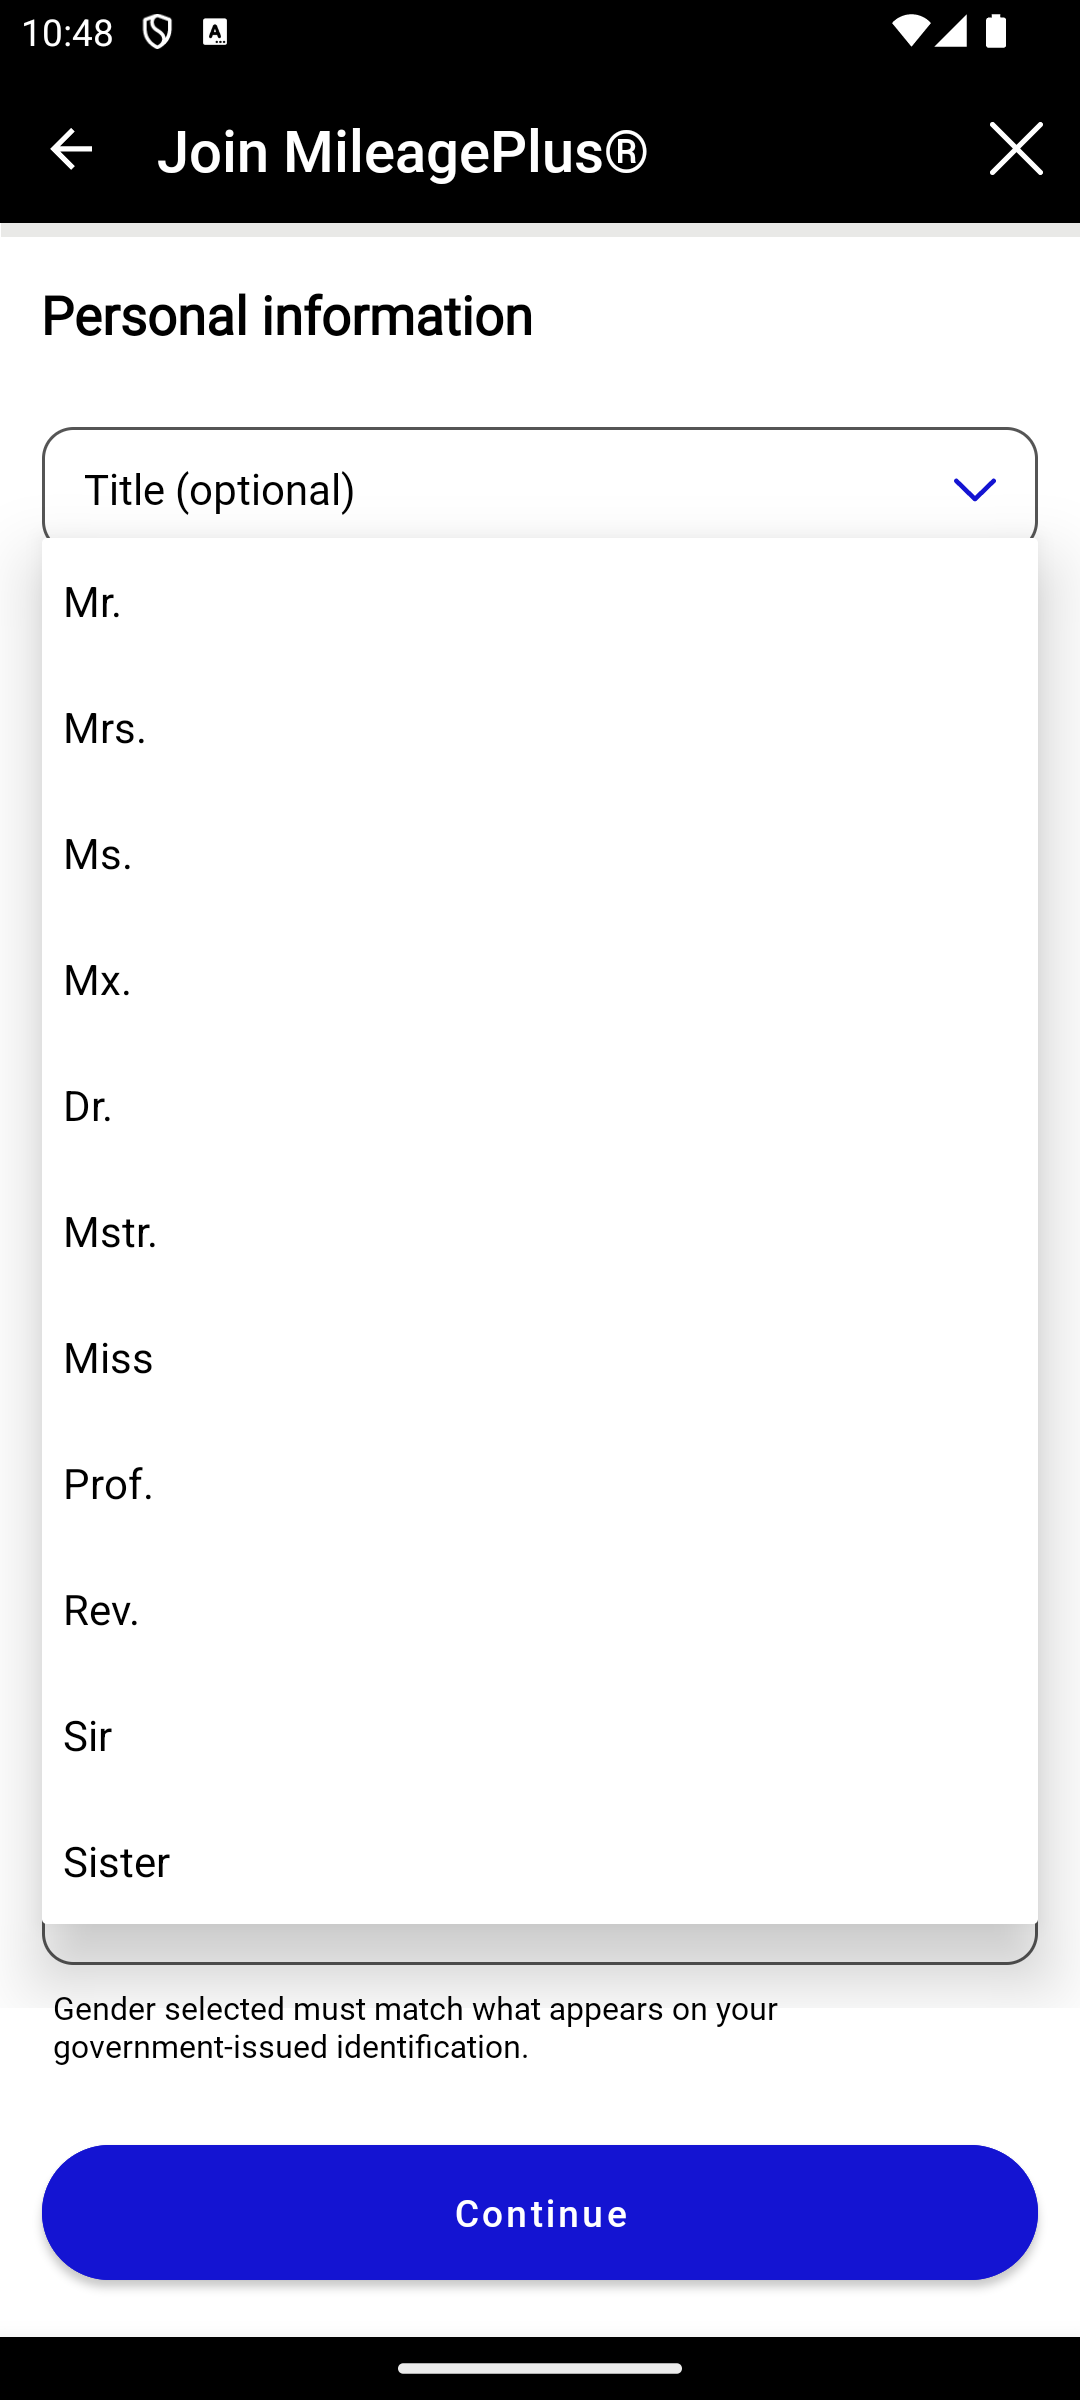 10:48
Join MileagePlus®
Personal information
Title (optional)
Mr.
Mrs.
Ms.
Mx.
Dr.
Mstr.
Miss
Prof.
Rev.
Sir
Sister
Gender selected must match what appears on your
government-issued identification.
Continue